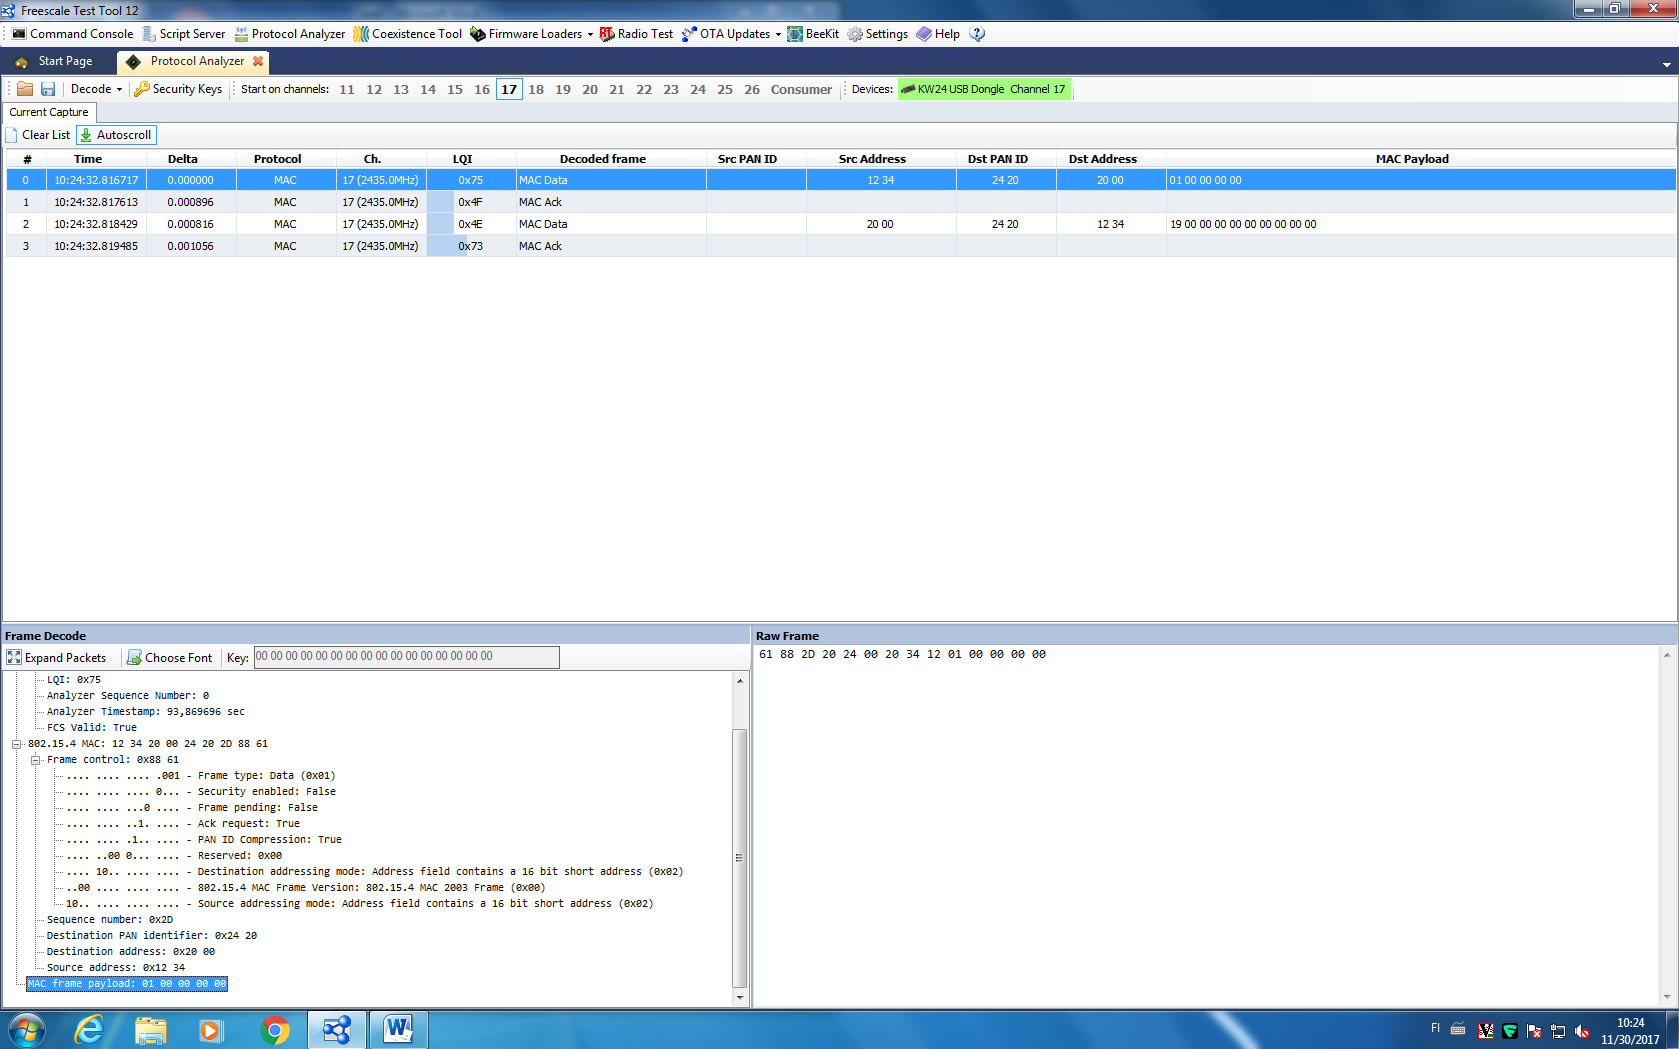 Freescale Test Tool 12
Command Console Script Server Protocol Analyzer Coexistence Tool Firmware Loaders Radio Test OTA Updates BeeKit Settings Help
Start Page Protocol Analyzer
Decode Security Keys Start on channels: 11 12 13 14 15 16 17 18 19 20 21 22 23 24 25 26 Consumer Devices: KW24 USB Dongle Channel 17
Current Capture
Clear List Autoscroll
# Time Delta Protocol Ch. LQI Decoded frame Src PAN ID Src Address Dst PAN ID Dst Address MAC Payload
0 10:24:32.816717 0.000000 MAC 17 (2435.0MHz) 0x75 MAC Data 12 34 24 20 20 00 01 00 00 00 00
1 10:24:32.817613 0.000896 MAC 17 (2435.0MHz) 0x4F MAC Ack
2 10:24:32.818429 0.000816 MAC 17 (2435.0MHz) 0x4E MAC Data 20 00 24 20 12 34 19 00 00 00 00 00 00 00 00 00
3 10:24:32.819485 0.001056 MAC 17 (2435.0MHz) 0x73 MAC Ack
Frame Decode
Expand Packets Choose Font Key: 00 00 00 00 00 00 00 00 00 00 00 00 00 00 00 00
LQI: 0x75
Analyzer Sequence Number: 0
Analyzer Timestamp: 93,869696 sec
FCS Valid: True
802.15.4 MAC: 12 34 20 00 24 20 2D 88 61
Frame control: 0x88 61
.... .... .... .001 - Frame type: Data (0x01)
.... .... .... 0... - Security enabled: False
.... .... ...0 .... - Frame pending: False
.... .... ..1. .... - Ack request: True
.... .... .1.. .... - PAN ID Compression: True
.... ..00 0... .... - Reserved: 0x00
.... 10.. .... .... - Destination addressing mode: Address field contains a 16 bit short address (0x02)
..00 .... .... .... - 802.15.4 MAC Frame Version: 802.15.4 MAC 2003 Frame (0x00)
10.. .... .... .... - Source addressing mode: Address field contains a 16 bit short address (0x02)
Sequence number: 0x2D
Destination PAN identifier: 0x24 20
Destination address: 0x20 00
Source address: 0x12 34
MAC frame payload: 01 00 00 00 00
Raw Frame
61 88 2D 20 24 00 20 34 12 01 00 00 00 00
FI 10:24
11/30/2017